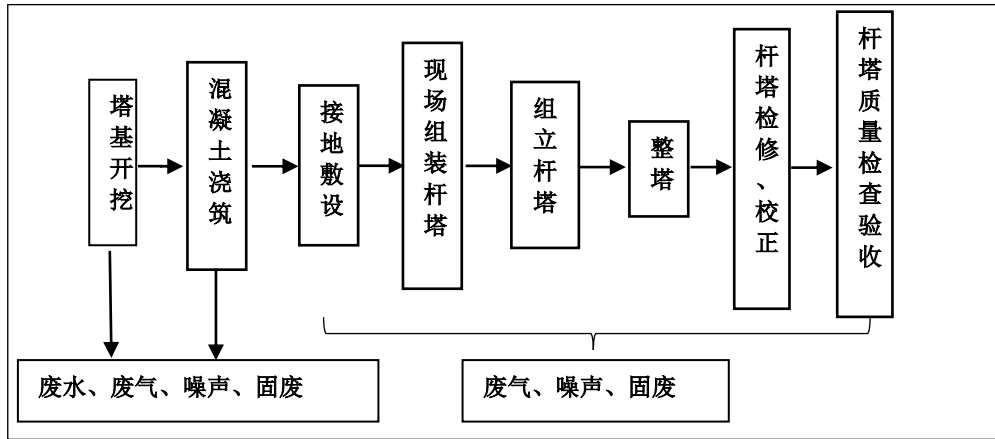 塔基开挖
混凝土浇筑
接地敷设
现场组装杆塔
组立杆塔
整塔
杆塔检修、校正
杆塔质量检查验收
废水、废气、噪声、固废
废气、噪声、固废